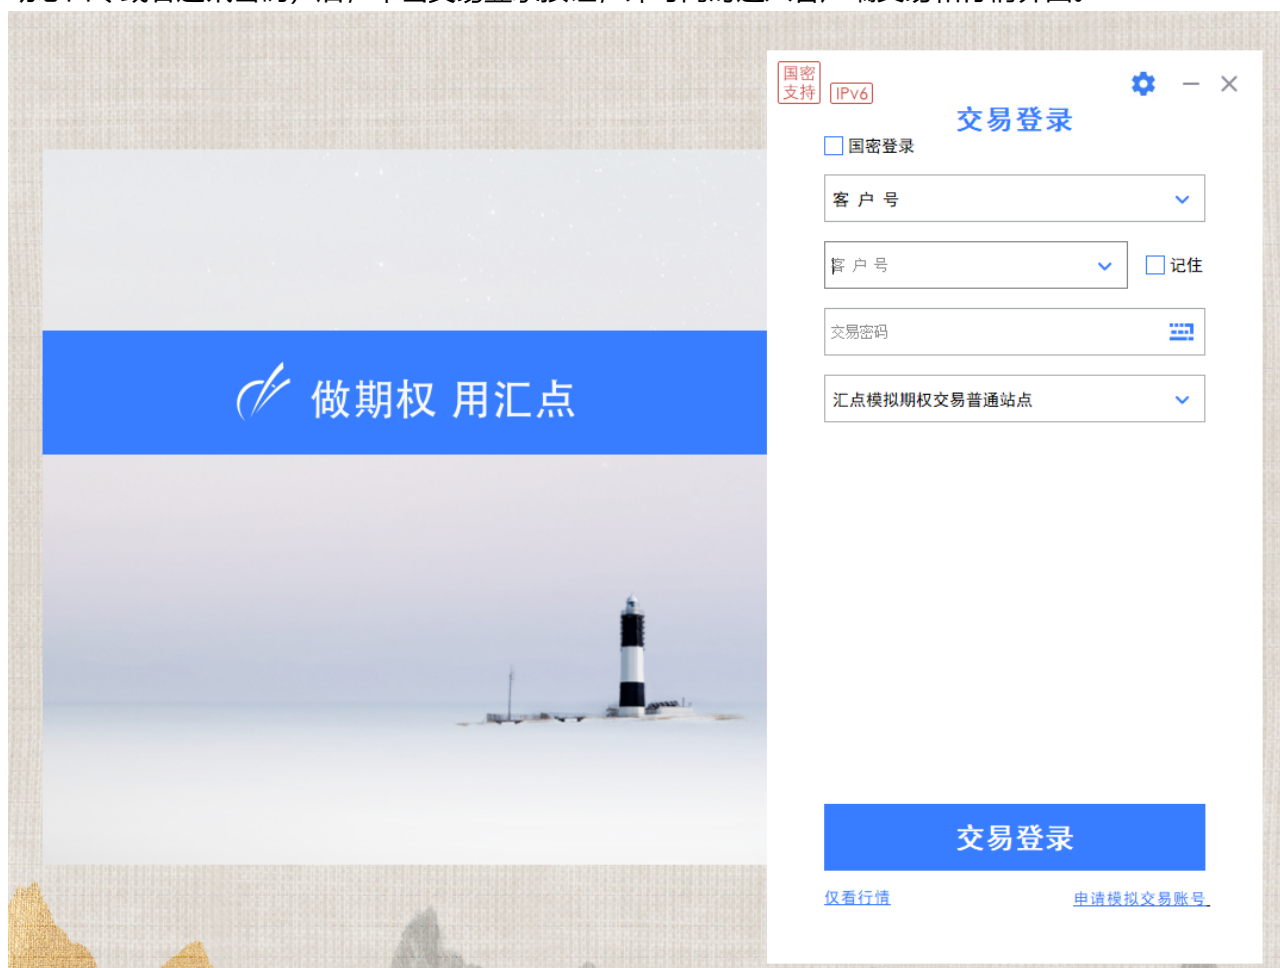 国密
支持
IPv6
交易登录
国密登录
客 户 号
客 户 号
记住
交易密码
做期权 用汇点
汇点模拟期权交易普通站点
交易登录
仅看行情
申请模拟交易账号